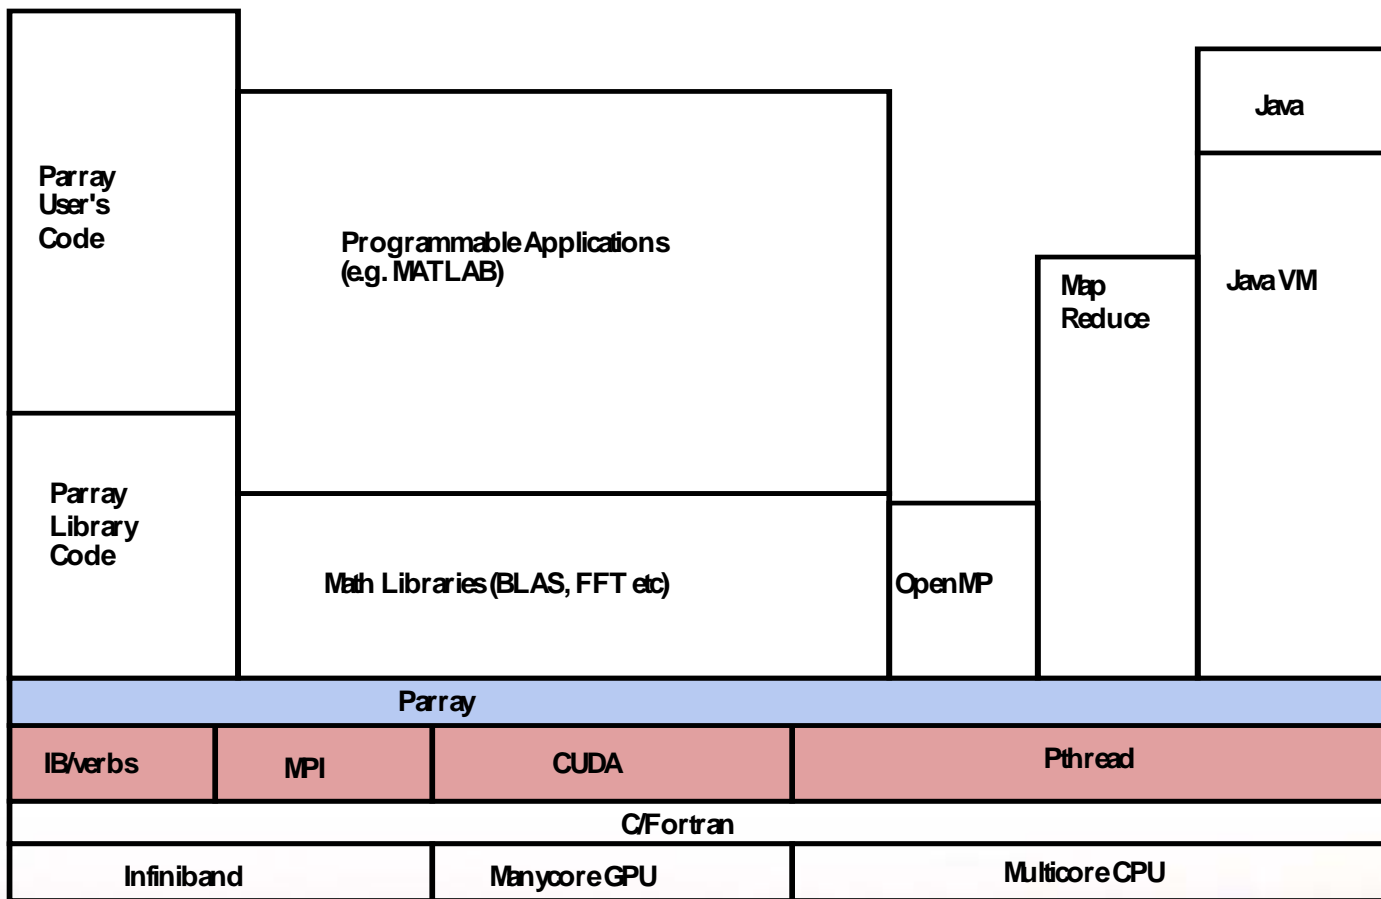 Java
Parray
User's
Code
Programmable Applications
(e.g. MATLAB)
Map
Reduce
Java VM
Parray
Library
Code
Math Libraries (BLAS, FFT etc)
OpenMP
Parray
IB/verbs
MPI
CUDA
Pthread
C/Fortran
Infiniband
Manycore GPU
Multicore CPU